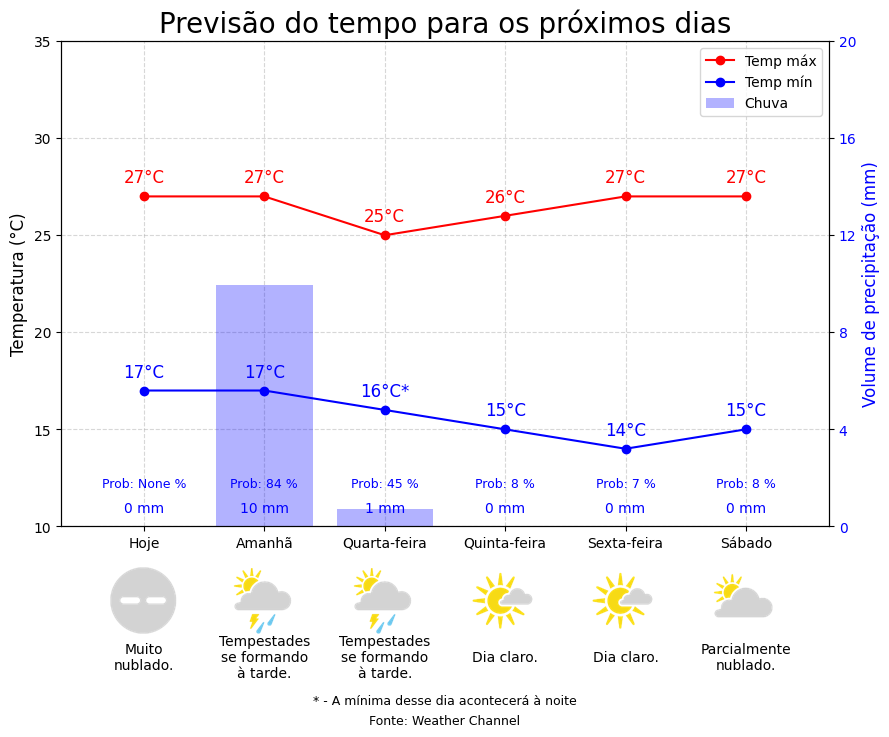 Previsão do tempo para os próximos dias
Temp máx
Temp mín
Chuva
Temperatura (°C)
Volume de precipitação (mm)
35
30
25
20
15
10
20
16
12
8
4
0
27°C 27°C 25°C 26°C 27°C 27°C
17°C 17°C 16°C* 15°C 14°C 15°C
Prob: None % Prob: 84 % Prob: 45 % Prob: 8 % Prob: 7 % Prob: 8 %
0 mm 10 mm 1 mm 0 mm 0 mm 0 mm
Hoje Amanhã Quarta-feira Quinta-feira Sexta-feira Sábado
Muito
nublado.
Tempestades
se formando
à tarde.
Tempestades
se formando
à tarde.
Dia claro.
Dia claro.
Parcialmente
nublado.
* - A mínima desse dia acontecerá à noite
Fonte: Weather Channel